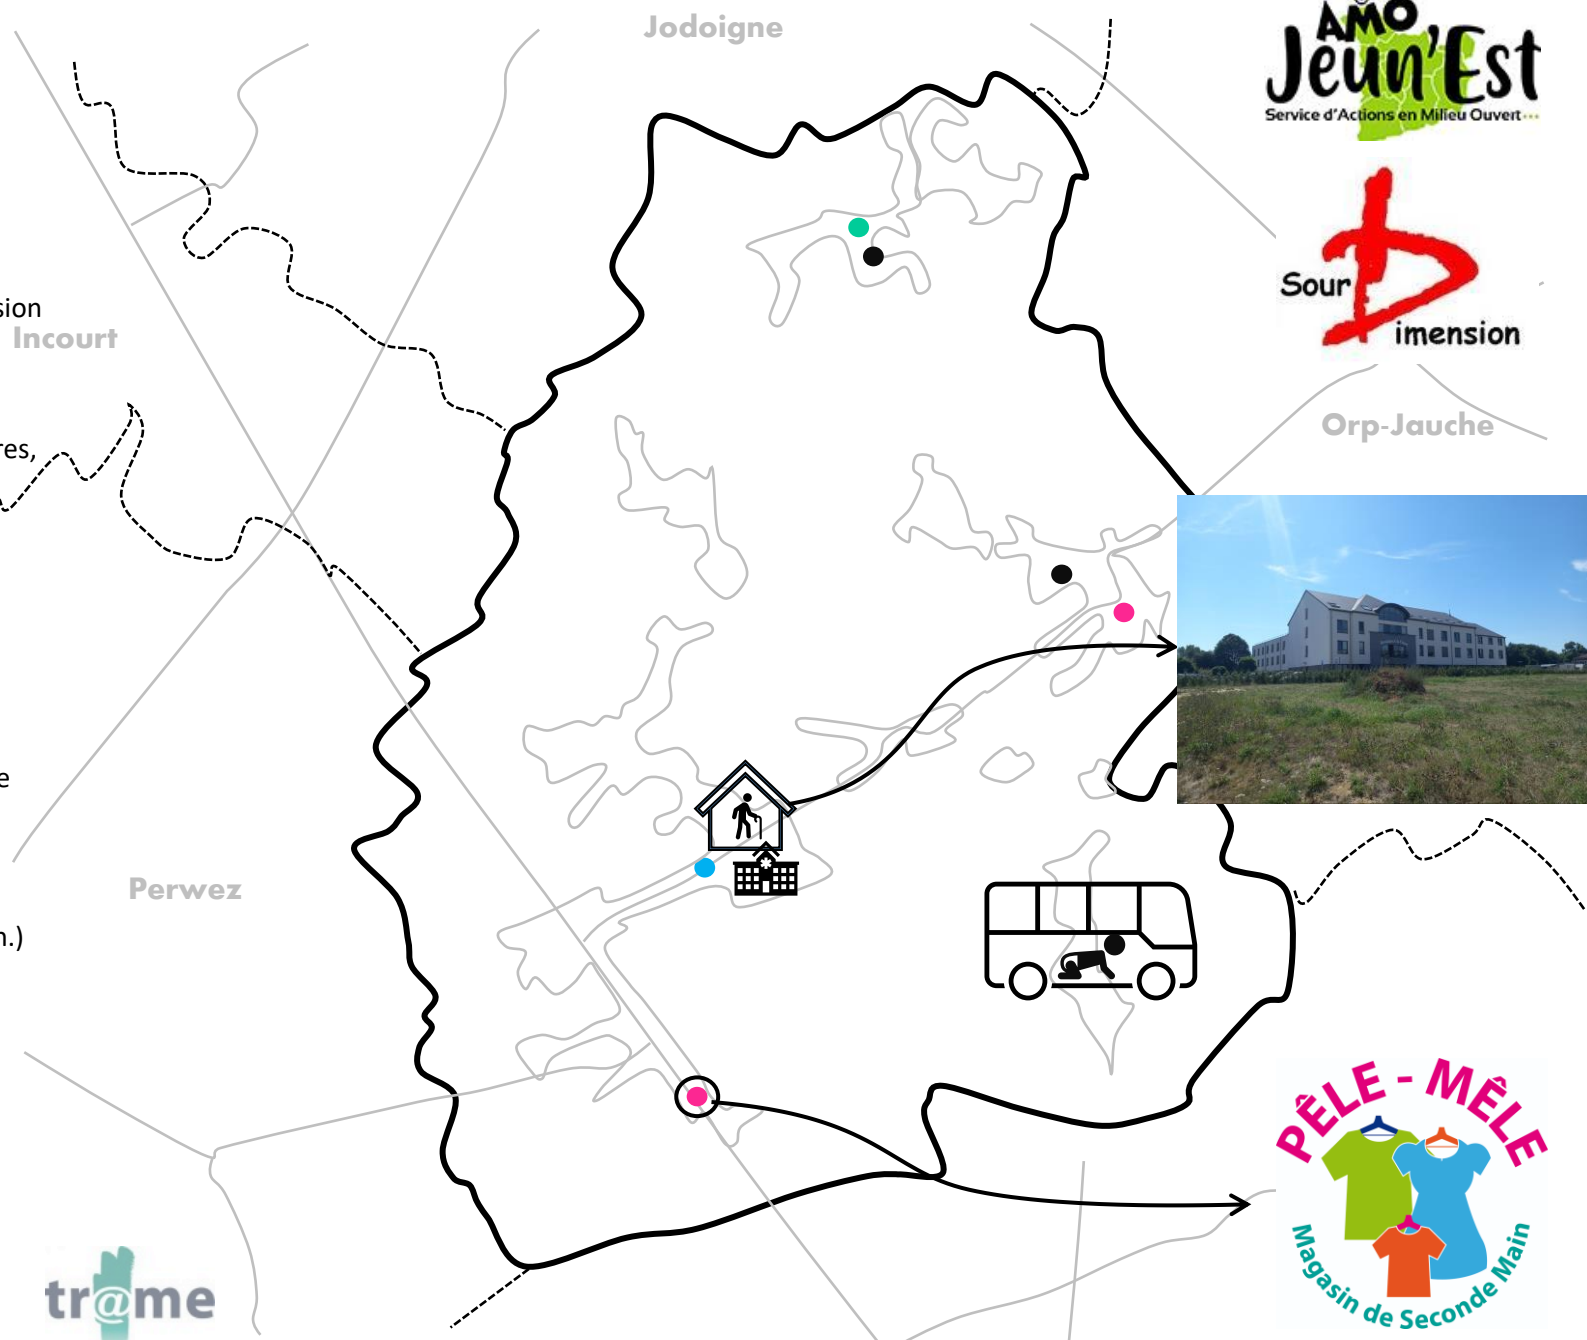 Jodoigne
AMO
Jeun'Est
Service d'Actions en Milieu Ouvert...
sion
Incourt
Sour
Dimension
res,
Orp-Jauche
e
Perwez
n.)
PÊLE - MÊLE
Magasin de Seconde Main
tr@me